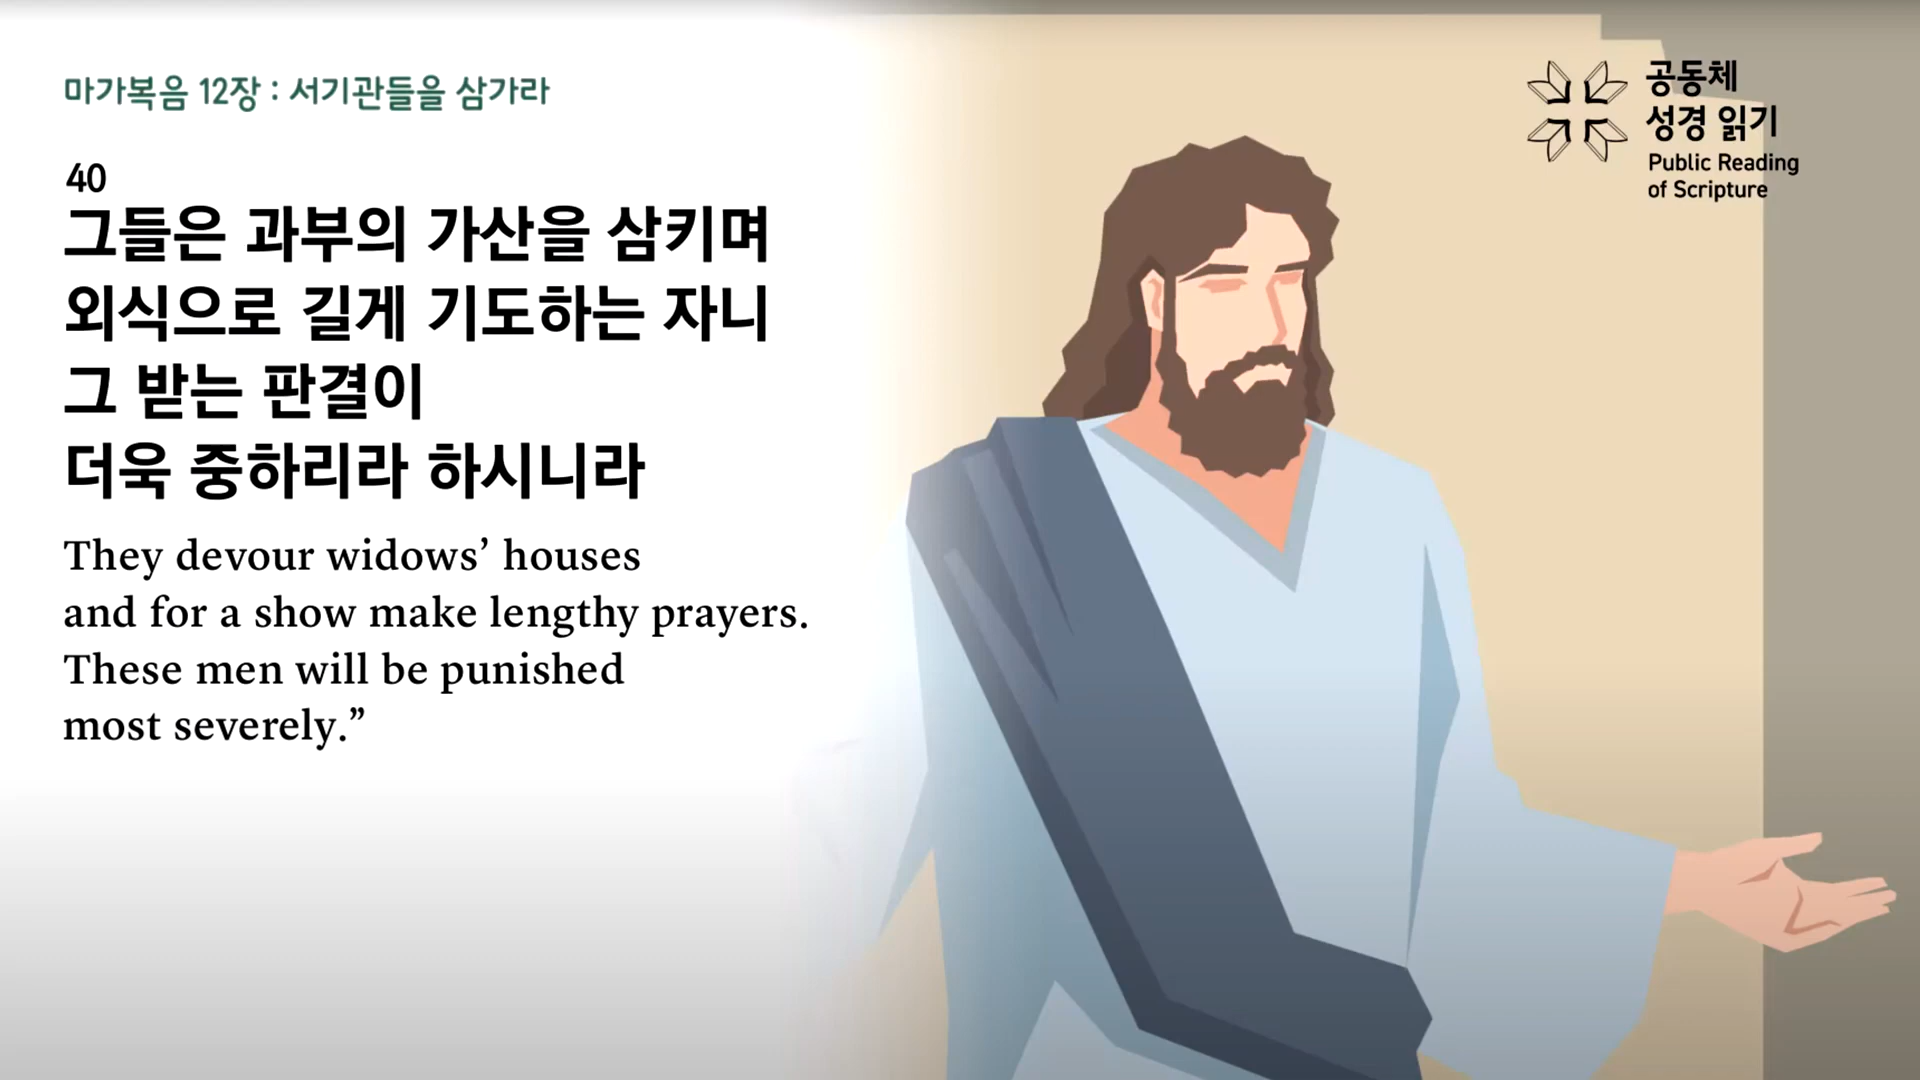 마가복음 12장 : 서기관들을 삼가라
공동체
성경 읽기
Public Reading
of Scripture
40
그들은 과부의 가산을 삼키며
외식으로 길게 기도하는 자니
그 받는 판결이
더욱 중하리라 하시니라
They devour widows’ houses
and for a show make lengthy prayers.
These men will be punished
most severely.”